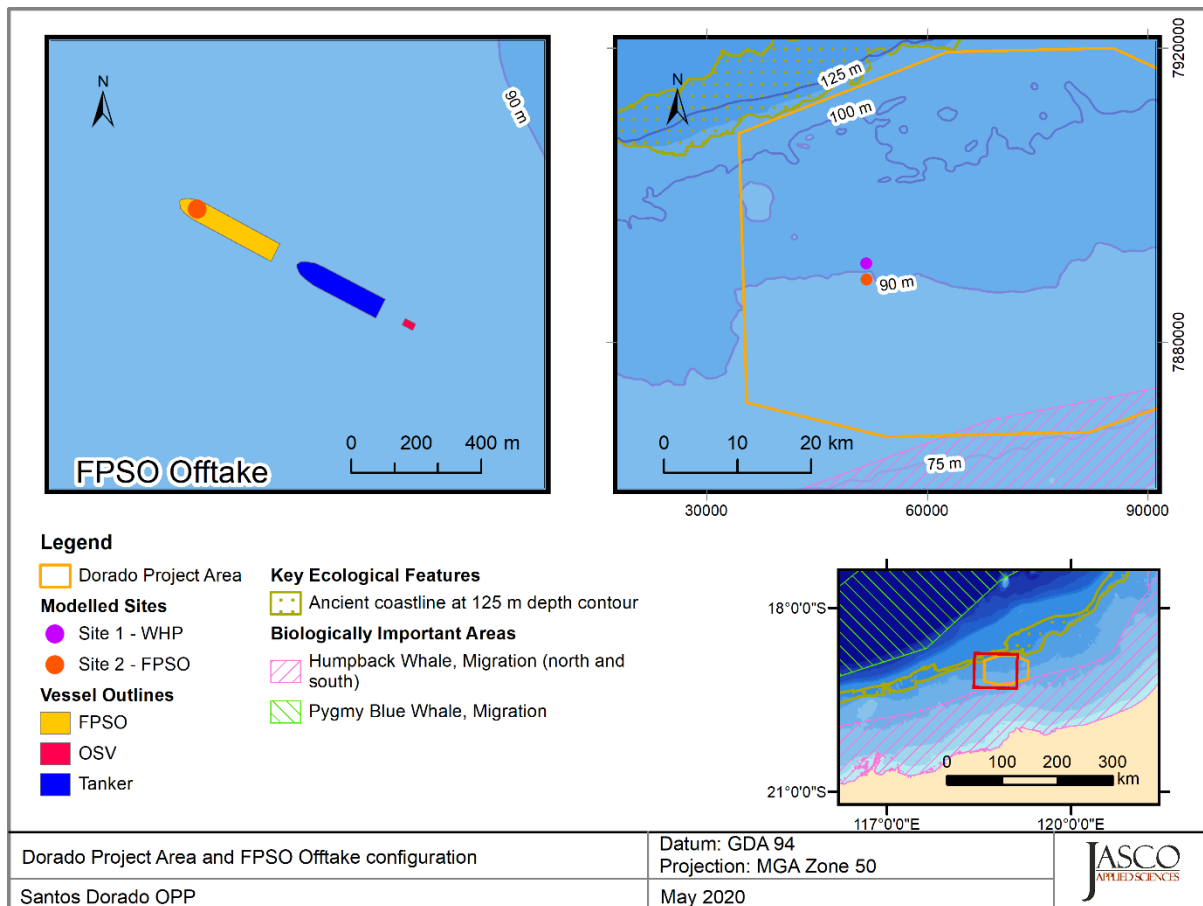 N
90 m
0 200 400 m
FPSO Offtake
N
125 m
100 m
90 m
0 10 20 km
75 m
7920000
7880000
30000 60000 90000
Legend
Dorado Project Area
Modelled Sites
Site 1 - WHP
Site 2 - FPSO
Vessel Outlines
FPSO
OSV
Tanker
Key Ecological Features
Ancient coastline at 125 m depth contour
Biologically Important Areas
Humpback Whale, Migration (north and
south)
Pygmy Blue Whale, Migration
18°0'0"S
21°0'0"S
0 100 200 300
km
117°0'0"E 120°0'0"E
Dorado Project Area and FPSO Offtake configuration
Santos Dorado OPP
Datum: GDA 94
Projection: MGA Zone 50
May 2020
JASCO
APPLIED SCIENCES